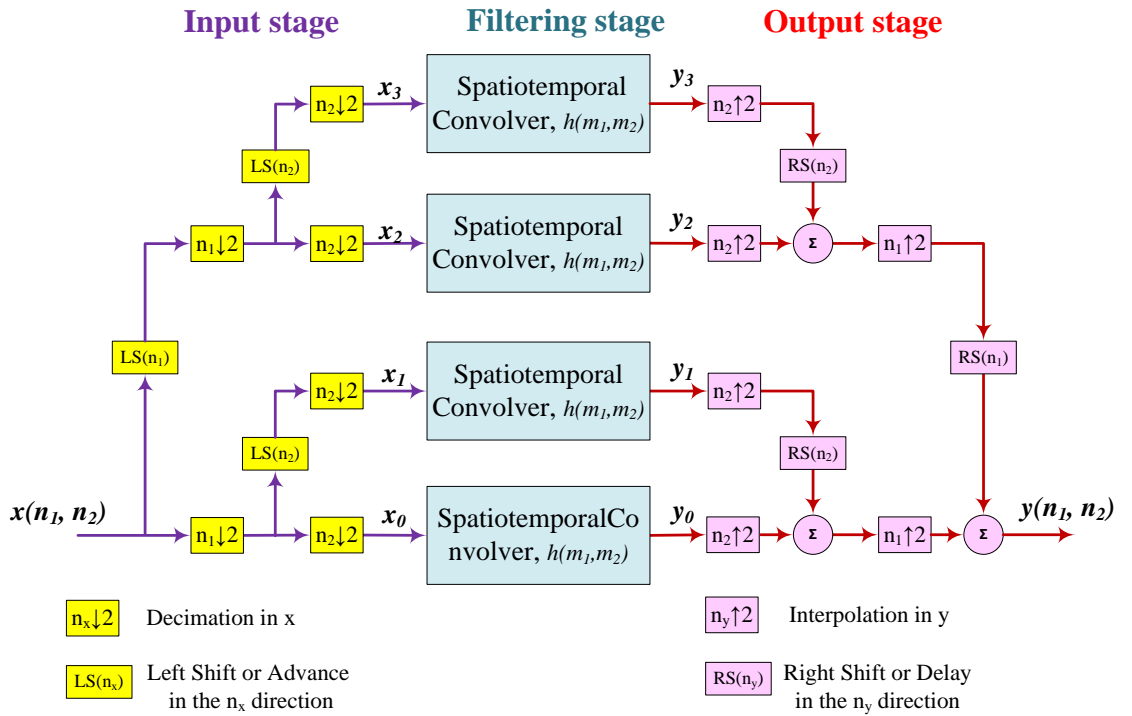 Input stage
Filtering stage
Output stage
n₂↓2
x₃
Spatiotemporal
Convolver, h(m₁,m₂)
y₃
n₂↑2
LS(n₂)
RS(n₂)
n₁↓2
n₂↓2
x₂
Spatiotemporal
Convolver, h(m₁,m₂)
y₂
n₂↑2
Σ
n₁↑2
LS(n₁)
RS(n₁)
n₂↓2
x₁
Spatiotemporal
Convolver, h(m₁,m₂)
y₁
n₂↑2
LS(n₂)
RS(n₂)
x(n₁, n₂)
n₁↓2
n₂↓2
x₀
SpatiotemporalCo
nvolver, h(m₁,m₂)
y₀
n₂↑2
Σ
n₁↑2
Σ
y(n₁, n₂)
nₓ↓2
Decimation in x
n_y↑2
Interpolation in y
LS(nₓ)
Left Shift or Advance
in the nₓ direction
RS(n_y)
Right Shift or Delay
in the n_y direction